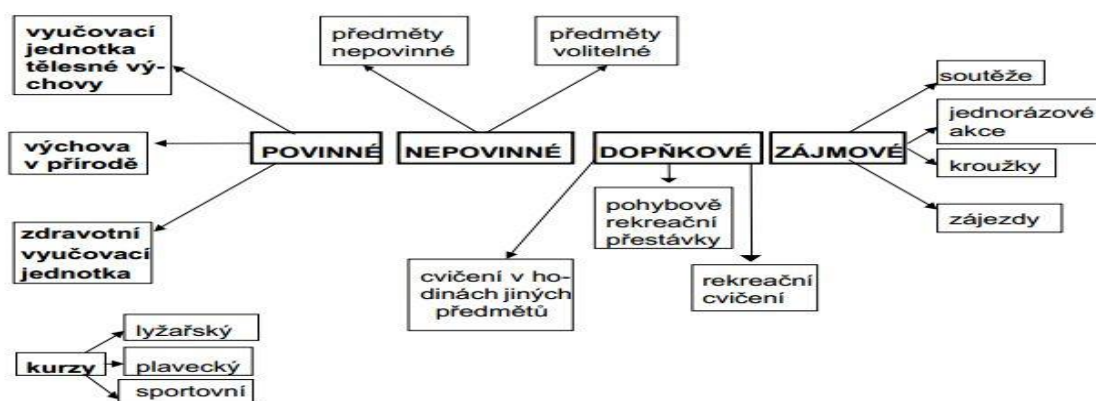 vyučovací
jednotka
tělesné vý-
chovy
předměty
nepovinné
předměty
volitelné
soutěže
jednorázové
akce
výchova
v přírodě
POVINNÉ
NEPOVINNÉ
DOPŇKOVÉ
ZÁJMOVÉ
kroužky
zdravotní
vyučovací
jednotka
pohybově
rekreační
přestávky
zájezdy
cvičení v ho-
dinách jiných
předmětů
rekreační
cvičení
kurzy
lyžařský
plavecký
sportovní